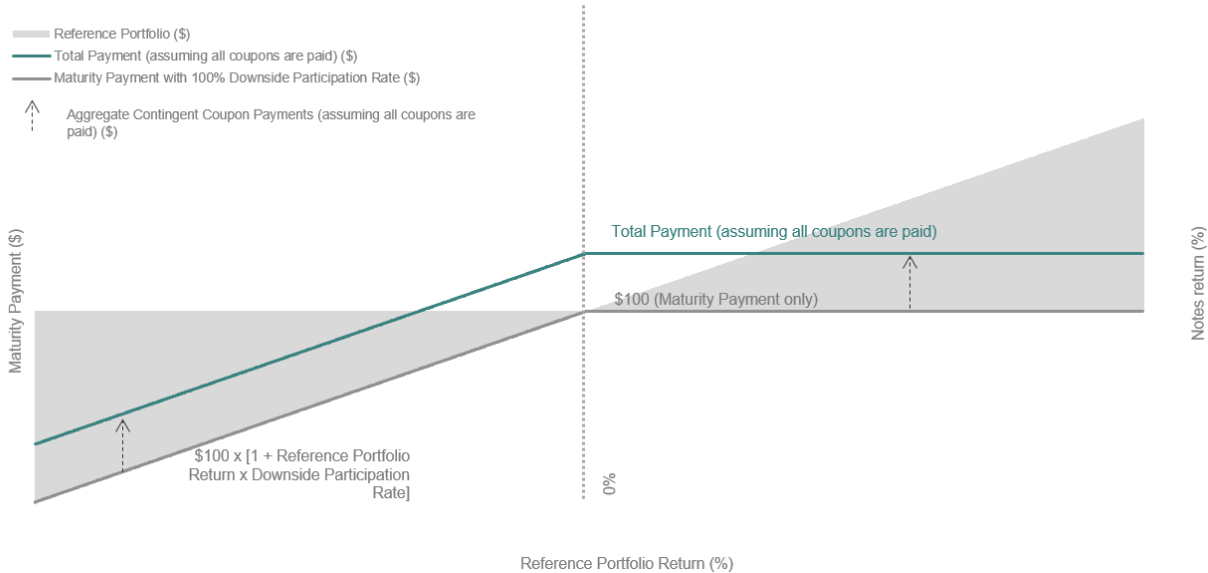 Reference Portfolio ($)
Total Payment (assuming all coupons are paid) ($)
Maturity Payment with 100% Downside Participation Rate ($)
Aggregate Contingent Coupon Payments (assuming all coupons are
paid) ($)
Maturity Payment ($)
Total Payment (assuming all coupons are paid)
$100 (Maturity Payment only)
Notes return (%)
$100 x [1 + Reference Portfolio
Return x Downside Participation
Rate]
0%
Reference Portfolio Return (%)